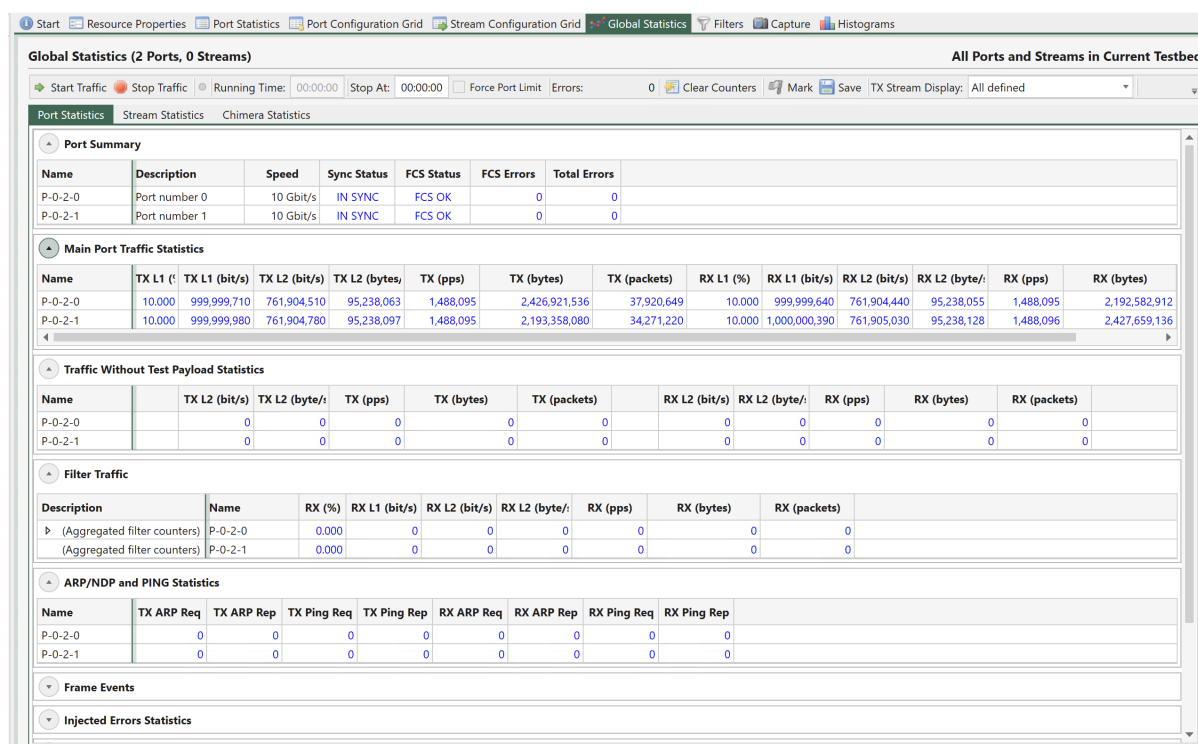 Start Resource Properties Port Statistics Port Configuration Grid Stream Configuration Grid Global Statistics Filters Capture Histograms
Global Statistics (2 Ports, 0 Streams) All Ports and Streams in Current Testbed
Start Traffic Stop Traffic Running Time: 00:00:00 Stop At: 00:00:00 Force Port Limit Errors: 0 Clear Counters Mark Save TX Stream Display: All defined
Port Statistics Stream Statistics Chimera Statistics
Port Summary
Name Description Speed Sync Status FCS Status FCS Errors Total Errors
P-0-2-0 Port number 0 10 Gbit/s IN SYNC FCS OK 0 0
P-0-2-1 Port number 1 10 Gbit/s IN SYNC FCS OK 0 0
Main Port Traffic Statistics
Name TX L1 (% TX L1 (bit/s) TX L2 (bit/s) TX L2 (bytes/ TX (pps) TX (bytes) TX (packets) RX L1 (%) RX L1 (bit/s) RX L2 (bit/s) RX L2 (byte/s RX (pps) RX (bytes)
P-0-2-0 10.000 999,999,710 761,904,510 95,238,063 1,488,095 2,426,921,536 37,920,649 10.000 999,999,640 761,904,440 95,238,055 1,488,095 2,192,582,912
P-0-2-1 10.000 999,999,980 761,904,780 95,238,097 1,488,095 2,193,358,080 34,271,220 10.000 1,000,000,390 761,905,030 95,238,128 1,488,096 2,427,659,136
Traffic Without Test Payload Statistics
Name TX L2 (bit/s) TX L2 (byte/s TX (pps) TX (bytes) TX (packets) RX L2 (bit/s) RX L2 (byte/s RX (pps) RX (bytes) RX (packets)
P-0-2-0 0 0 0 0 0 0 0 0 0 0
P-0-2-1 0 0 0 0 0 0 0 0 0 0
Filter Traffic
Description Name RX (%) RX L1 (bit/s) RX L2 (bit/s) RX L2 (byte/s RX (pps) RX (bytes) RX (packets)
(Aggregated filter counters) P-0-2-0 0.000 0 0 0 0 0 0
(Aggregated filter counters) P-0-2-1 0.000 0 0 0 0 0 0
ARP/NDP and PING Statistics
Name TX ARP Req TX ARP Rep TX Ping Req TX Ping Rep RX ARP Req RX ARP Rep RX Ping Req RX Ping Rep
P-0-2-0 0 0 0 0 0 0 0 0
P-0-2-1 0 0 0 0 0 0 0 0
Frame Events
Injected Errors Statistics